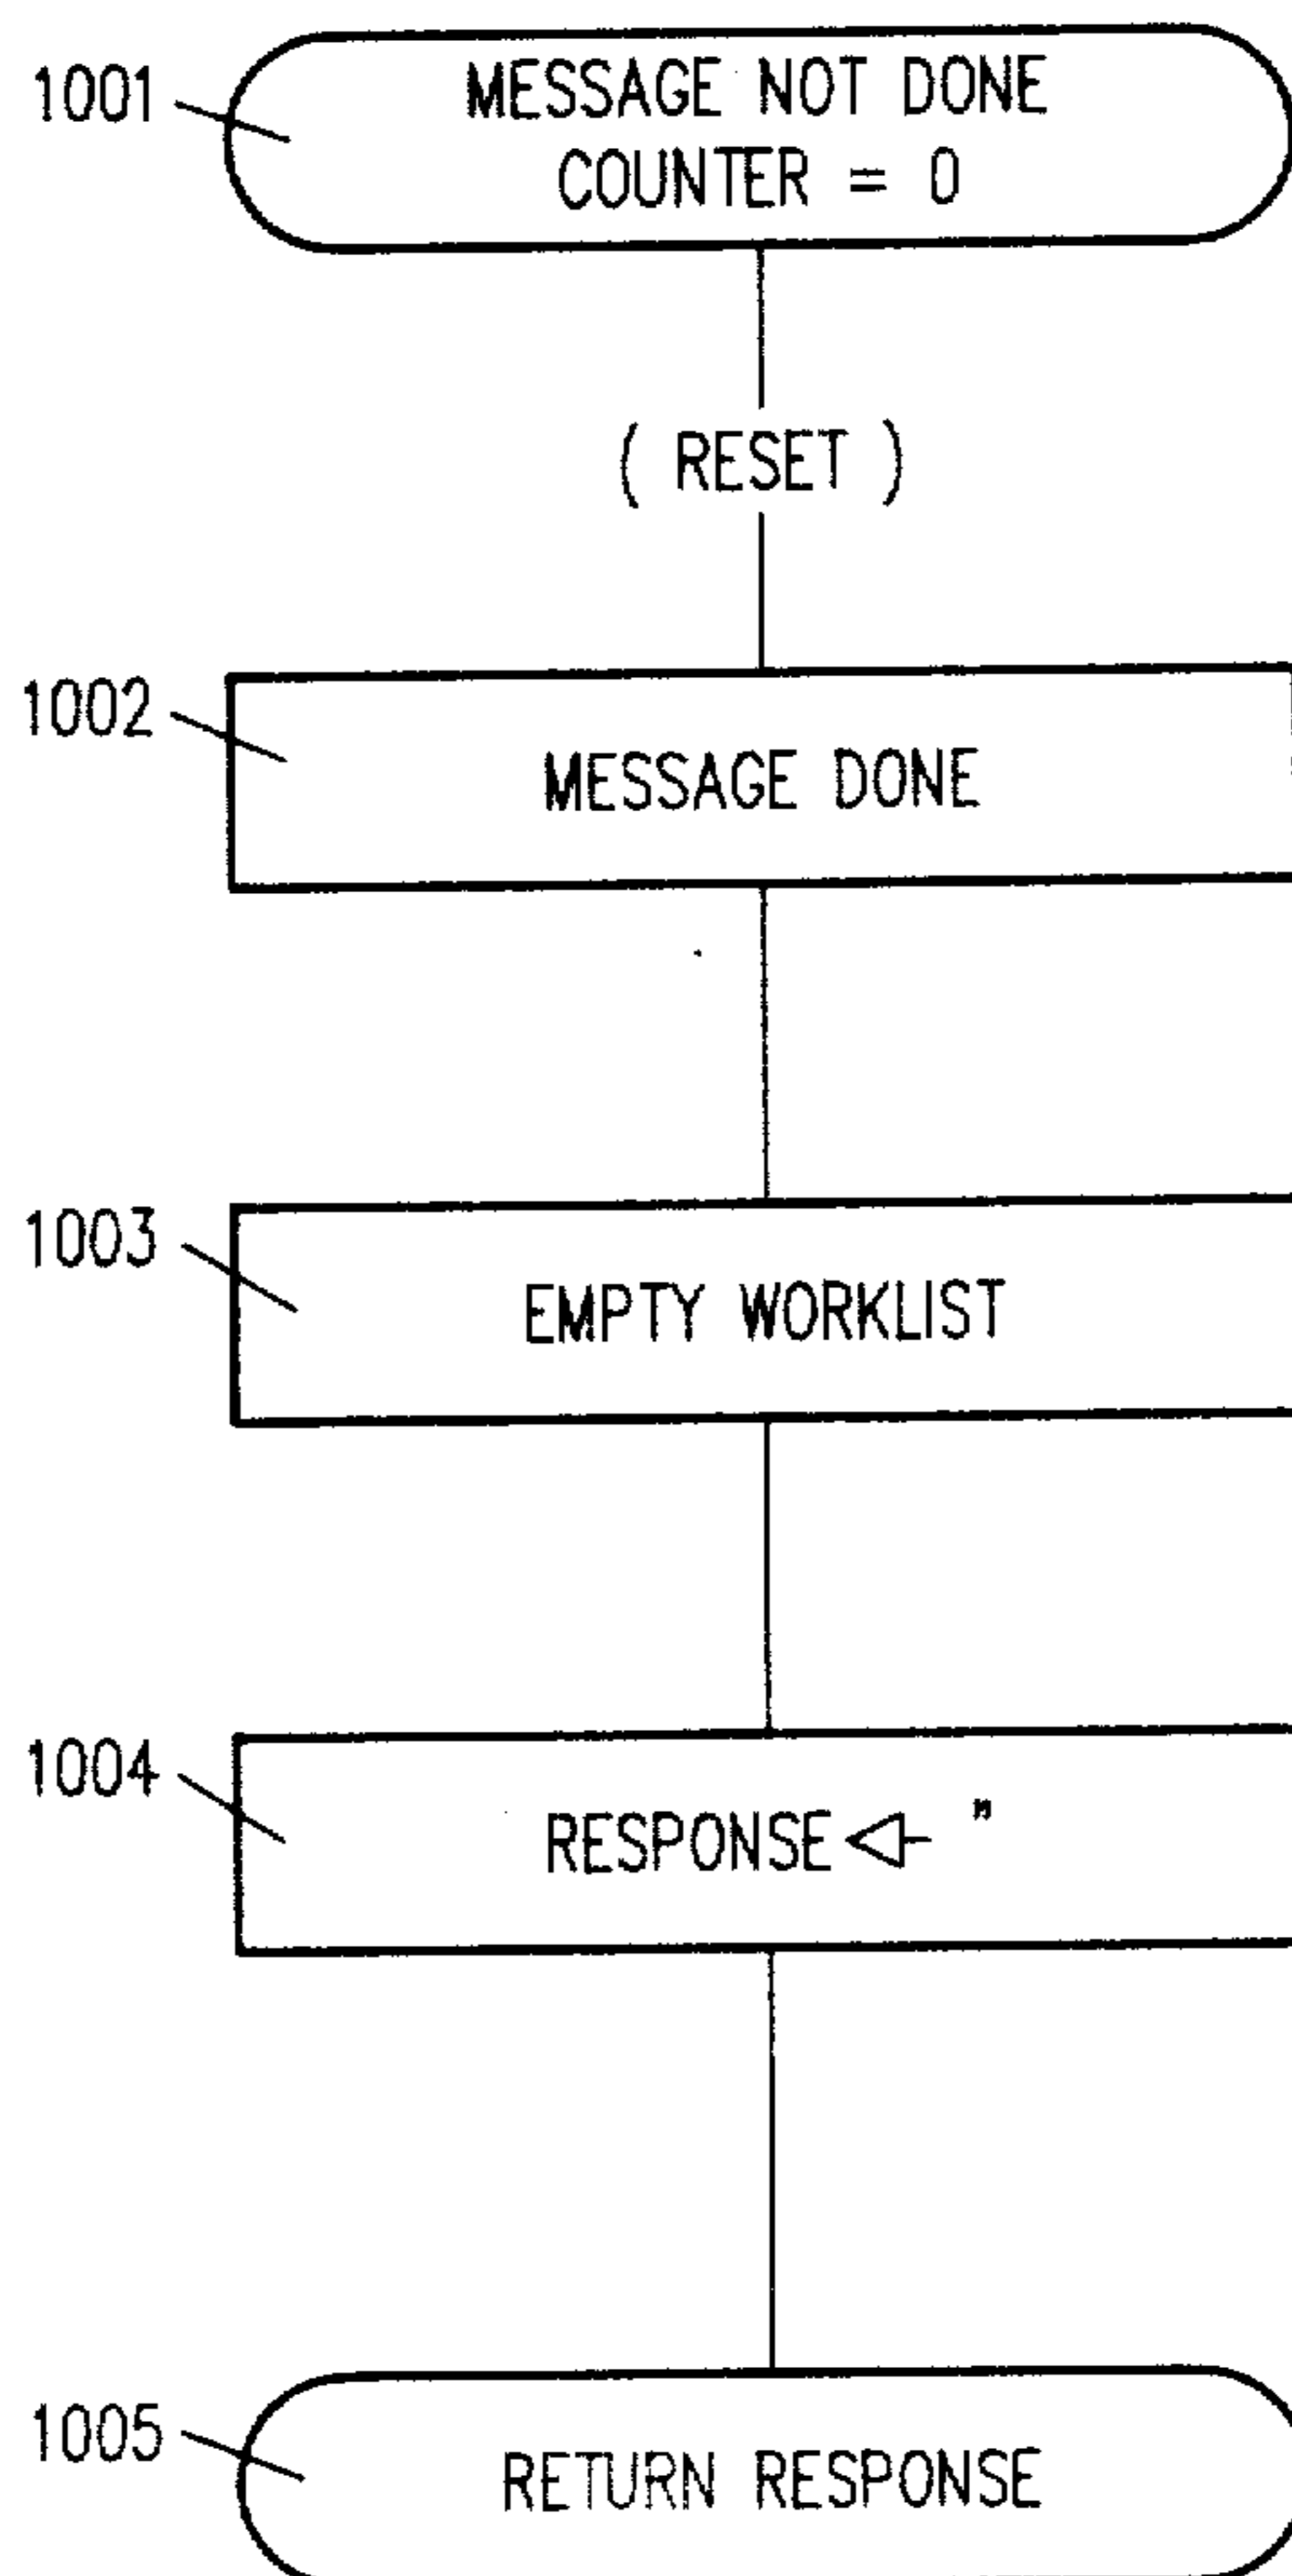 1001
MESSAGE NOT DONE
COUNTER = 0
( RESET )
1002
MESSAGE DONE
1003
EMPTY WORKLIST
1004
RESPONSE ◁- "
1005
RETURN RESPONSE